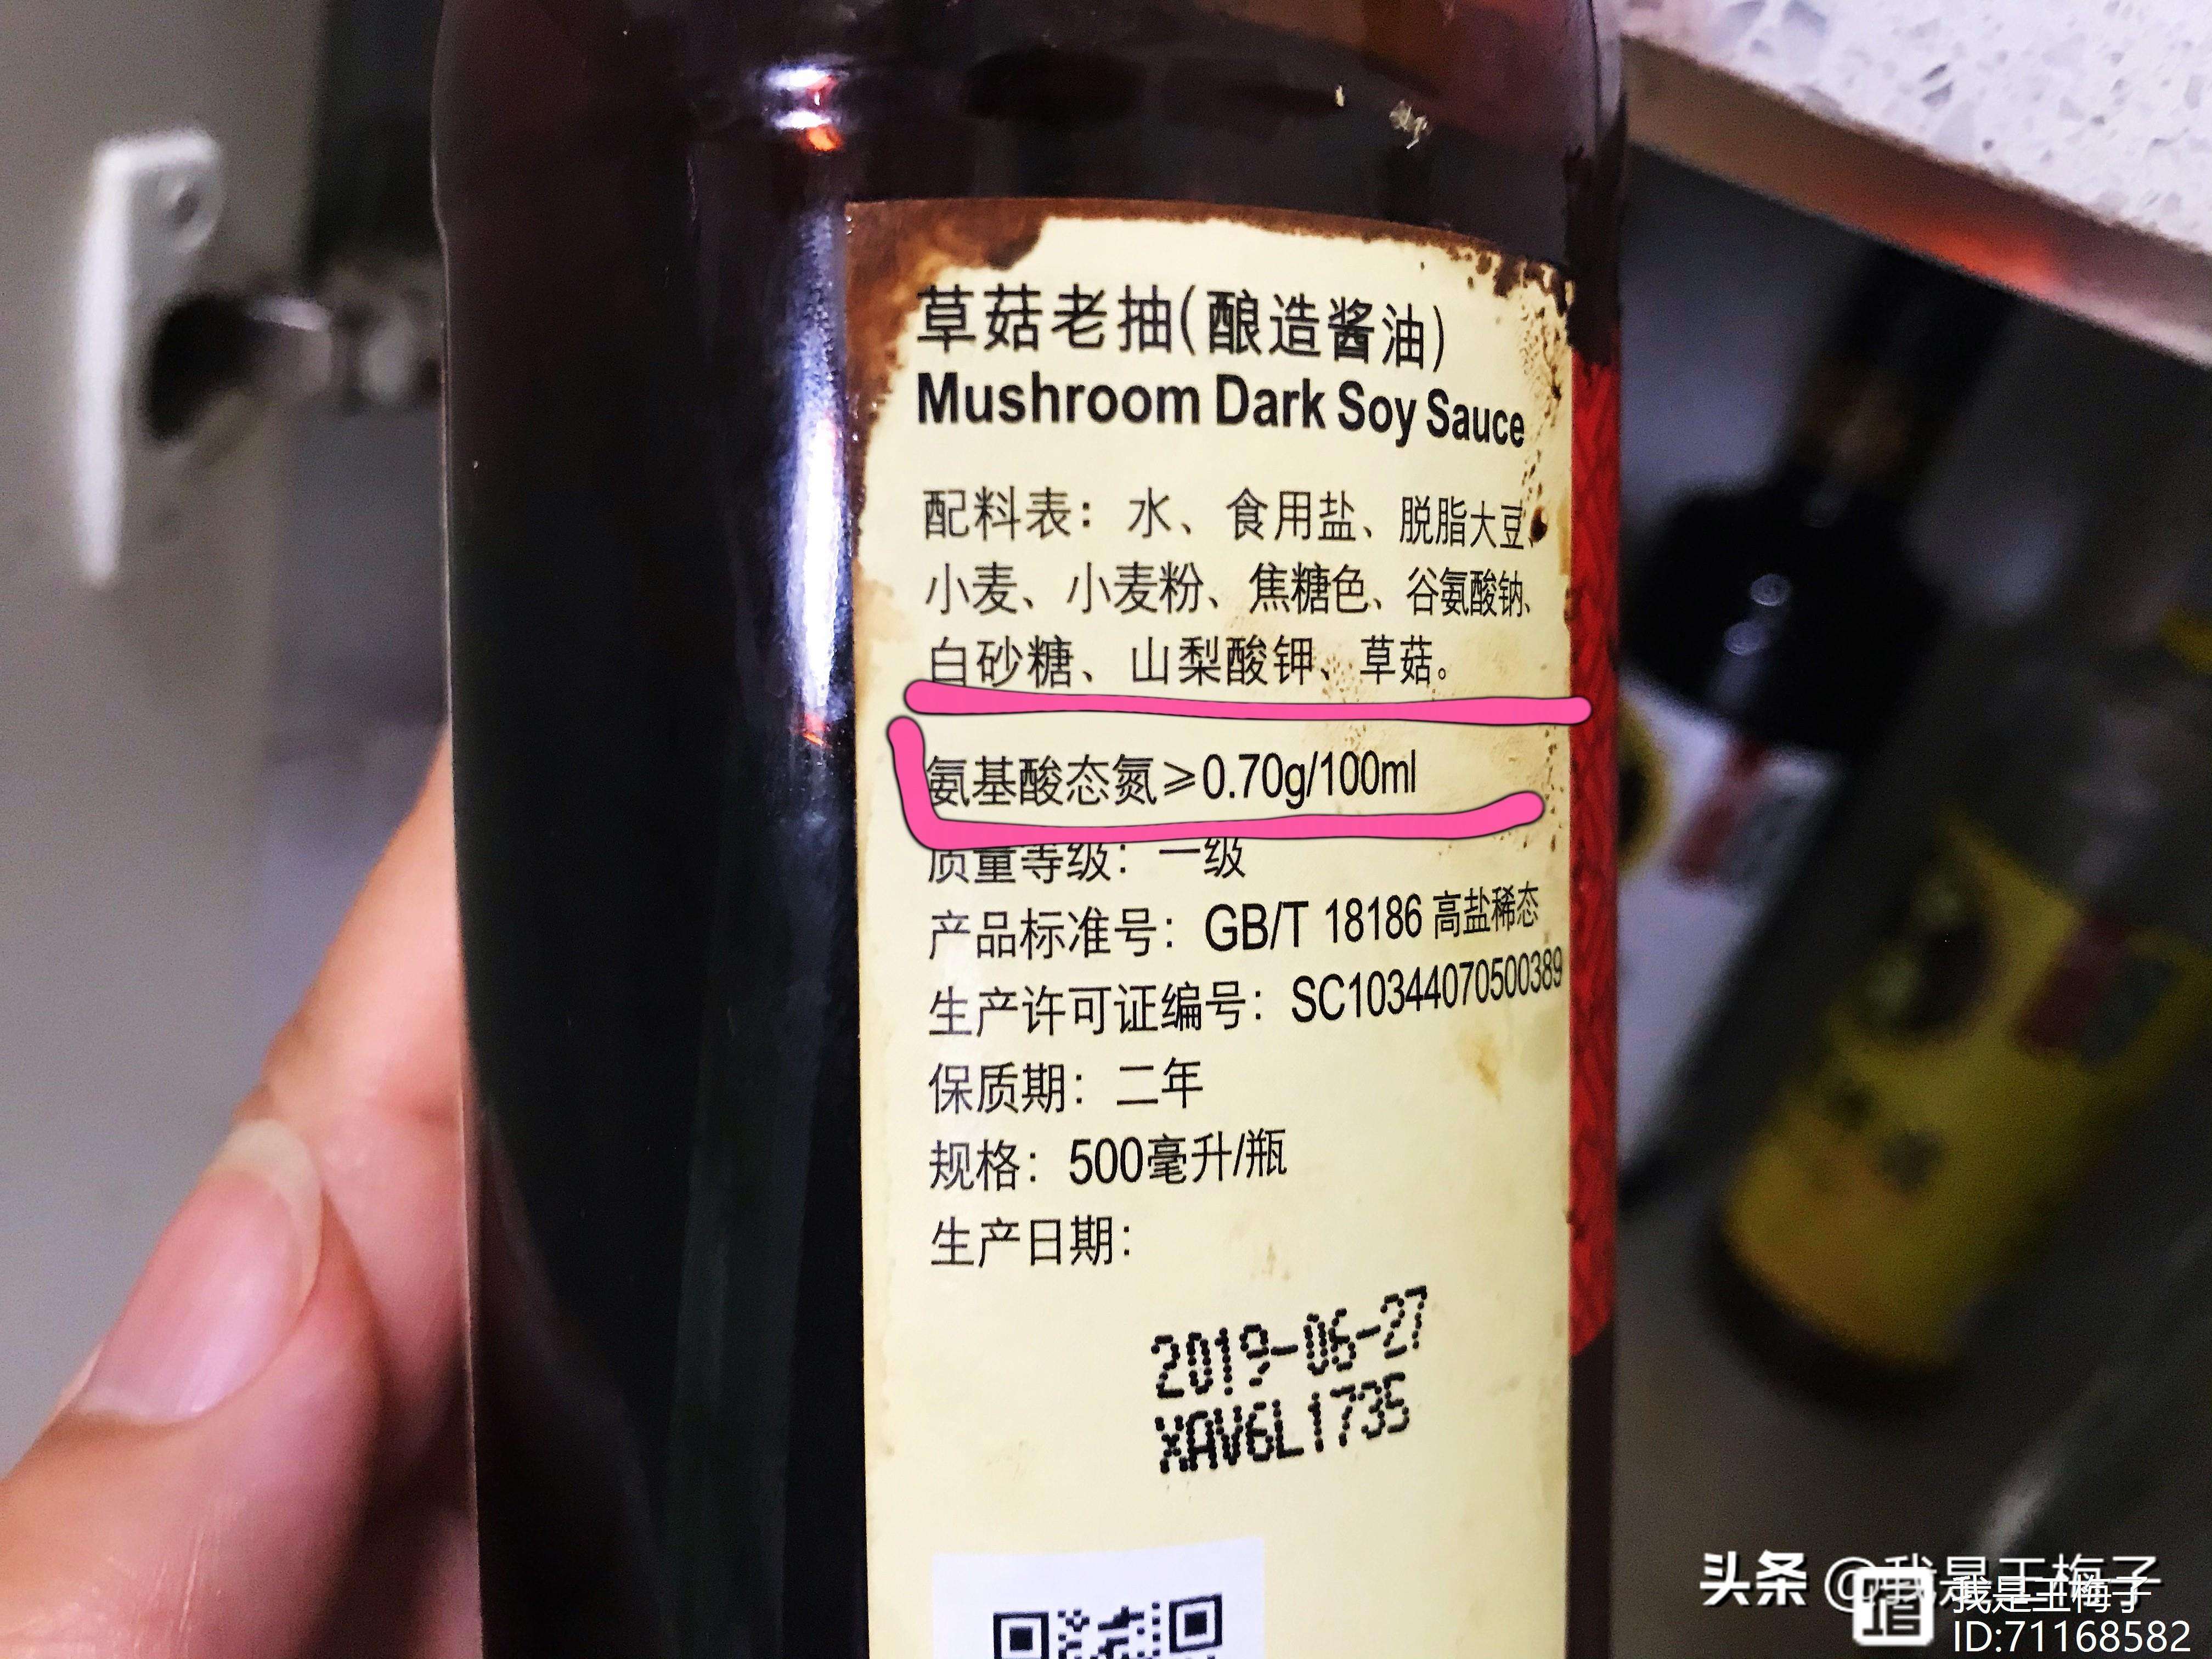 草菇老抽(酿造酱油)
Mushroom Dark Soy Sauce
配料表：水、食用盐、脱脂大豆、
小麦、小麦粉、焦糖色、谷氨酸钠、
白砂糖、山梨酸钾、草菇。
氨基酸态氮≥0.70g/100ml
质量等级：一级
产品标准号：GB/T 18186 高盐稀态
生产许可证编号：SC10344070500389
保质期：二年
规格：500毫升/瓶
生产日期：
2019-06-27
XAV6L1735
头条 @我是王梅子
我是王梅子
ID:71168582